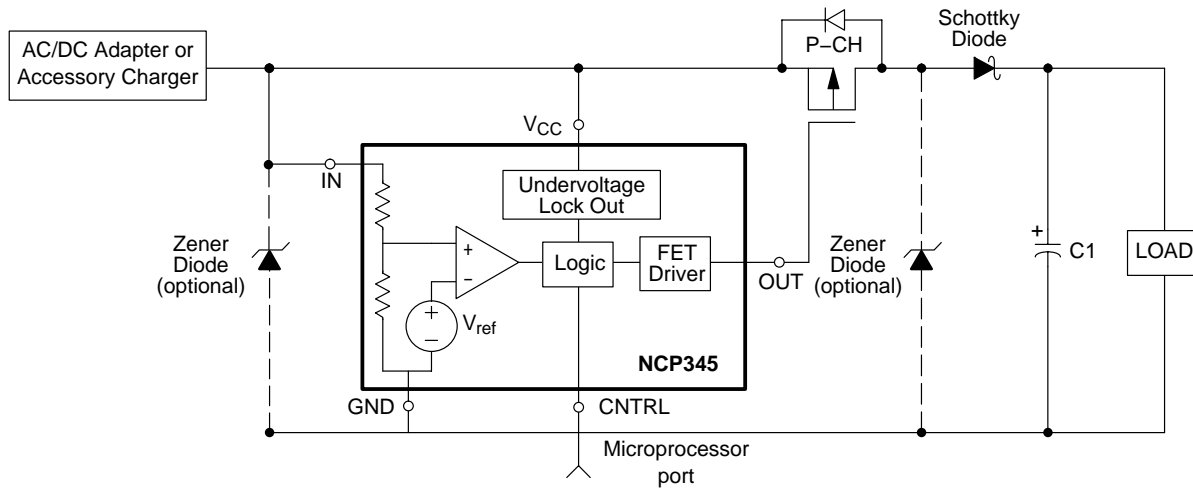 AC/DC Adapter or
Accessory Charger
P–CH
Schottky
Diode
VCC
IN
Undervoltage
Lock Out
Zener
Diode
(optional)
+
–
Logic
FET
Driver
OUT
Zener
Diode
(optional)
+
C1
LOAD
+
–
Vref
NCP345
GND
CNTRL
Microprocessor
port